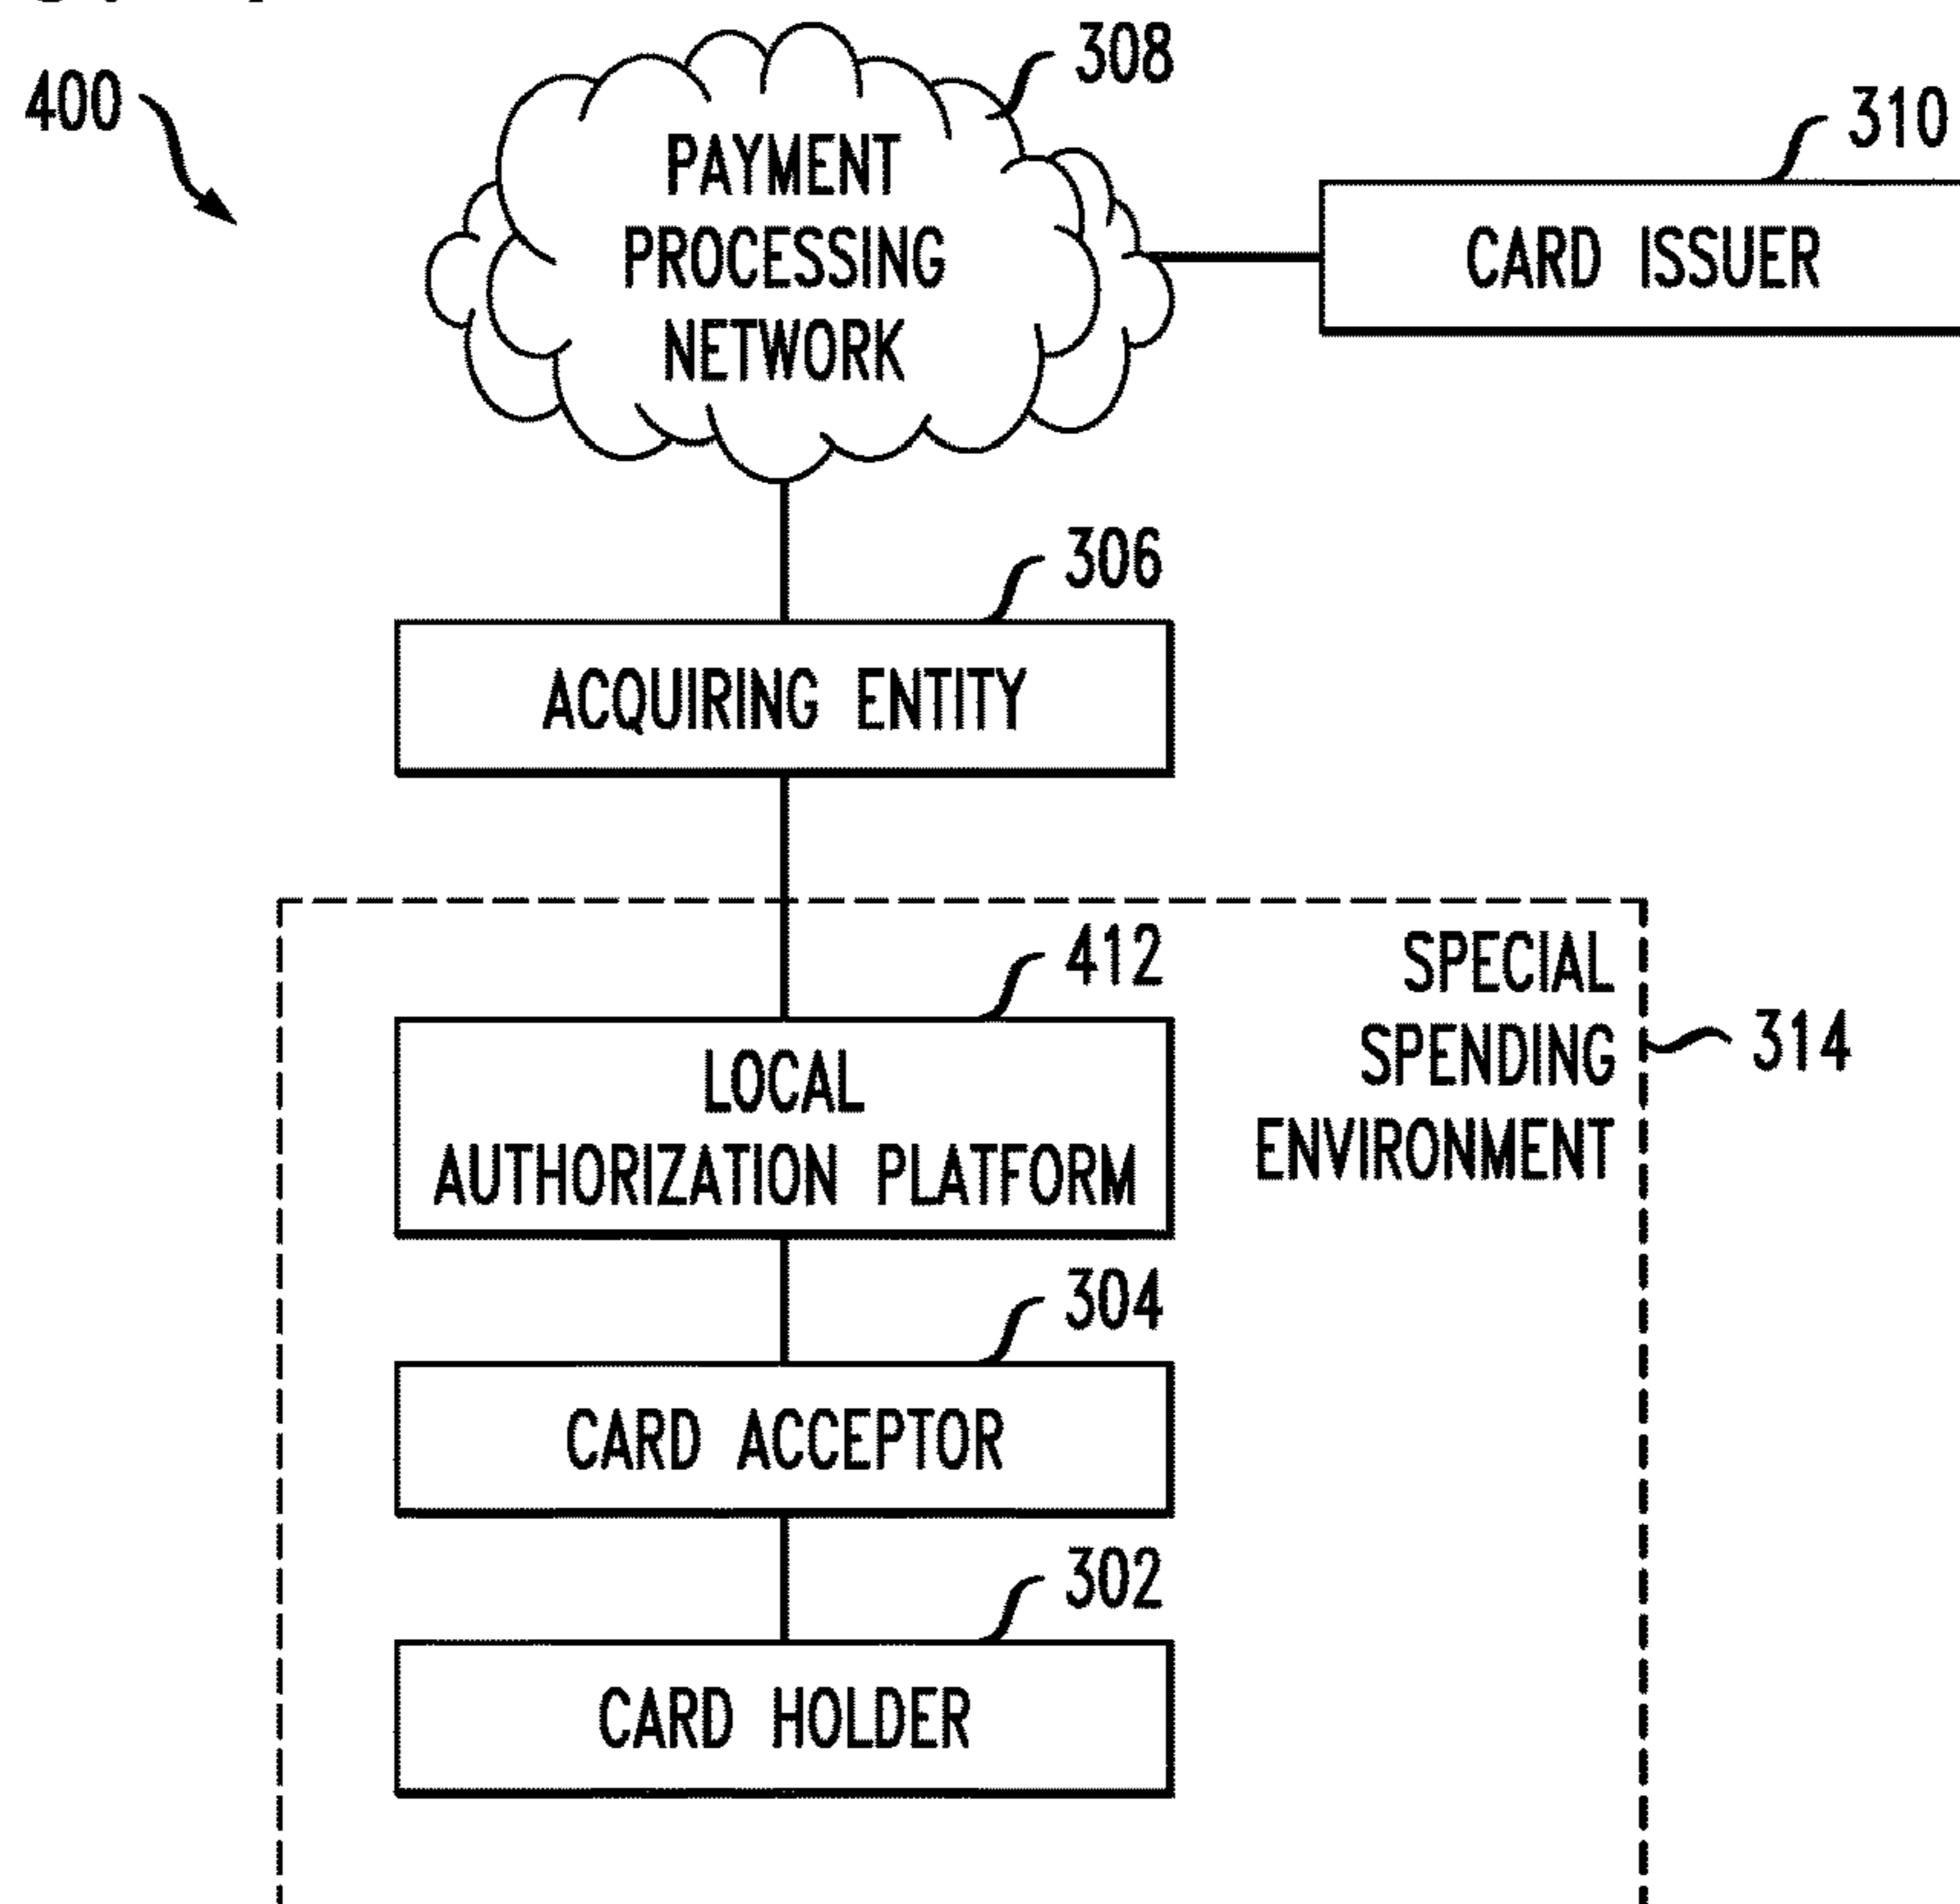 400
308
PAYMENT
PROCESSING
NETWORK
310
CARD ISSUER
306
ACQUIRING ENTITY
412
LOCAL
AUTHORIZATION PLATFORM
SPECIAL
SPENDING
ENVIRONMENT
314
304
CARD ACCEPTOR
302
CARD HOLDER